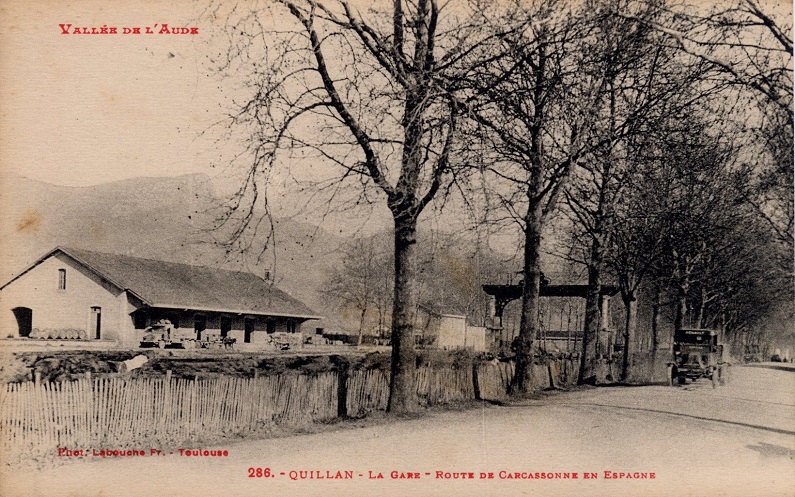 VALLÉE DE L'AUDE
Phot. Labouche Fr. - Toulouse
286. - QUILLAN - LA GARE - ROUTE DE CARCASSONNE EN ESPAGNE